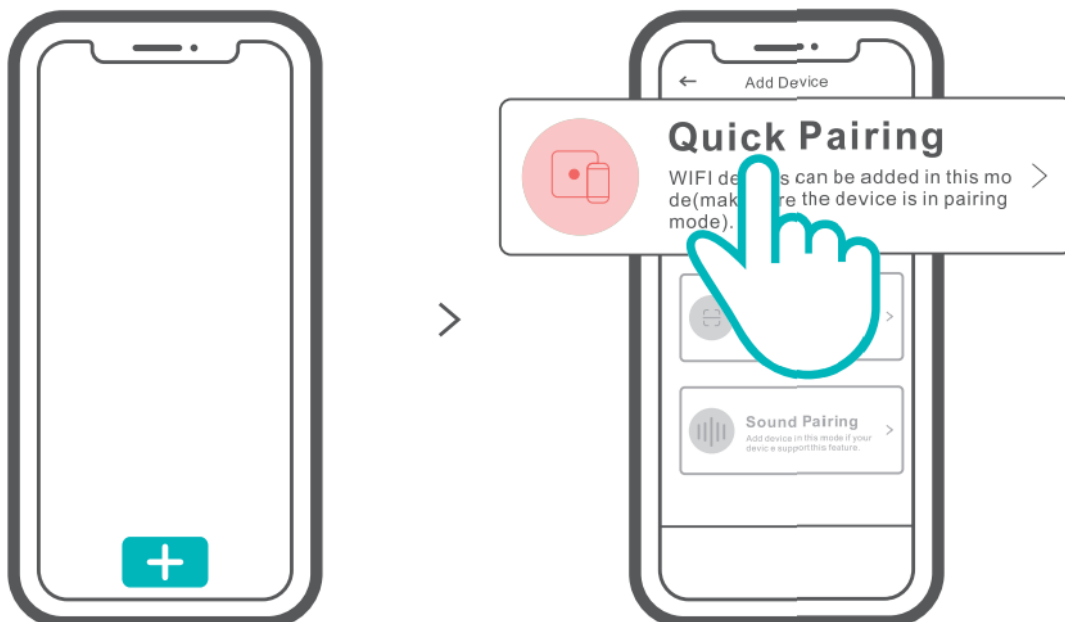 Add Device
Quick Pairing
WIFI de s can be added in this mo
de(mak re the device is in pairing
mode).
Sound Pairing
Add device in this mode if your
devic e support this feature.